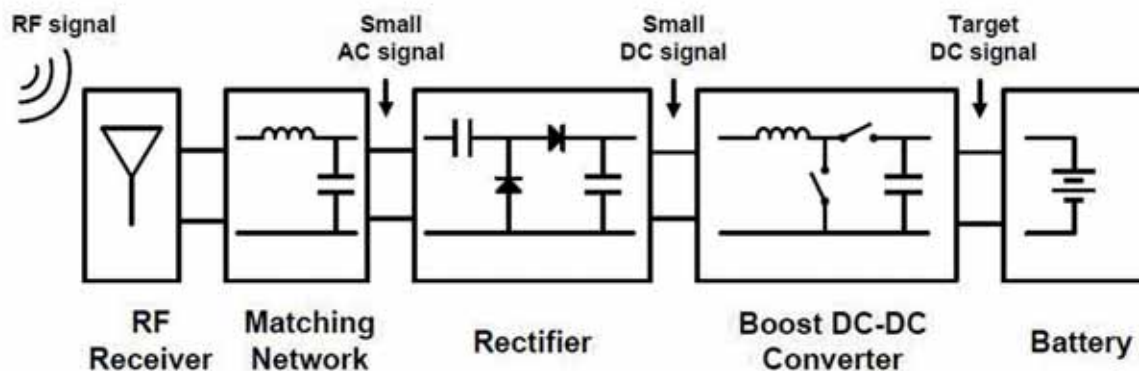 RF signal
Small
AC signal
Small
DC signal
Target
DC signal
RF
Receiver
Matching
Network
Rectifier
Boost DC-DC
Converter
Battery